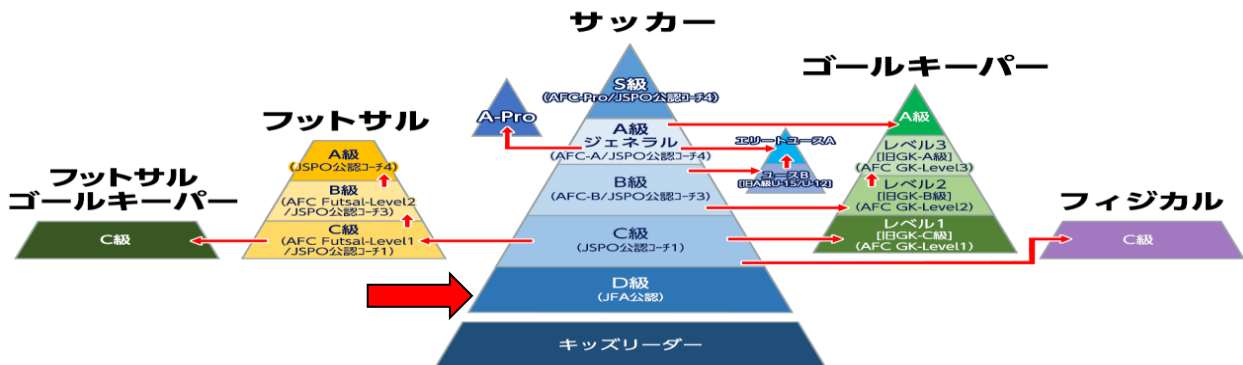 サッカー
S級
(AFC-Pro/JSPO公認コーチ4)
A級
ジェネラル
(AFC-A/JSPO公認コーチ4)
B級
(AFC-B/JSPO公認コーチ3)
C級
(JSPO公認コーチ1)
D級
(JFA公認)
キッズリーダー
A-Pro
エリートユースA
ユースB
[旧A級U-15/U-12]
フットサル
A級
(JSPO公認コーチ4)
B級
(AFC Futsal-Level2
/JSPO公認コーチ3)
C級
(AFC Futsal-Level1
/JSPO公認コーチ1)
フットサル
ゴールキーパー
C級
ゴールキーパー
A級
レベル3
[旧GK-A級]
(AFC GK-Level3)
レベル2
[旧GK-B級]
(AFC GK-Level2)
レベル1
[旧GK-C級]
(AFC GK-Level1)
フィジカル
C級